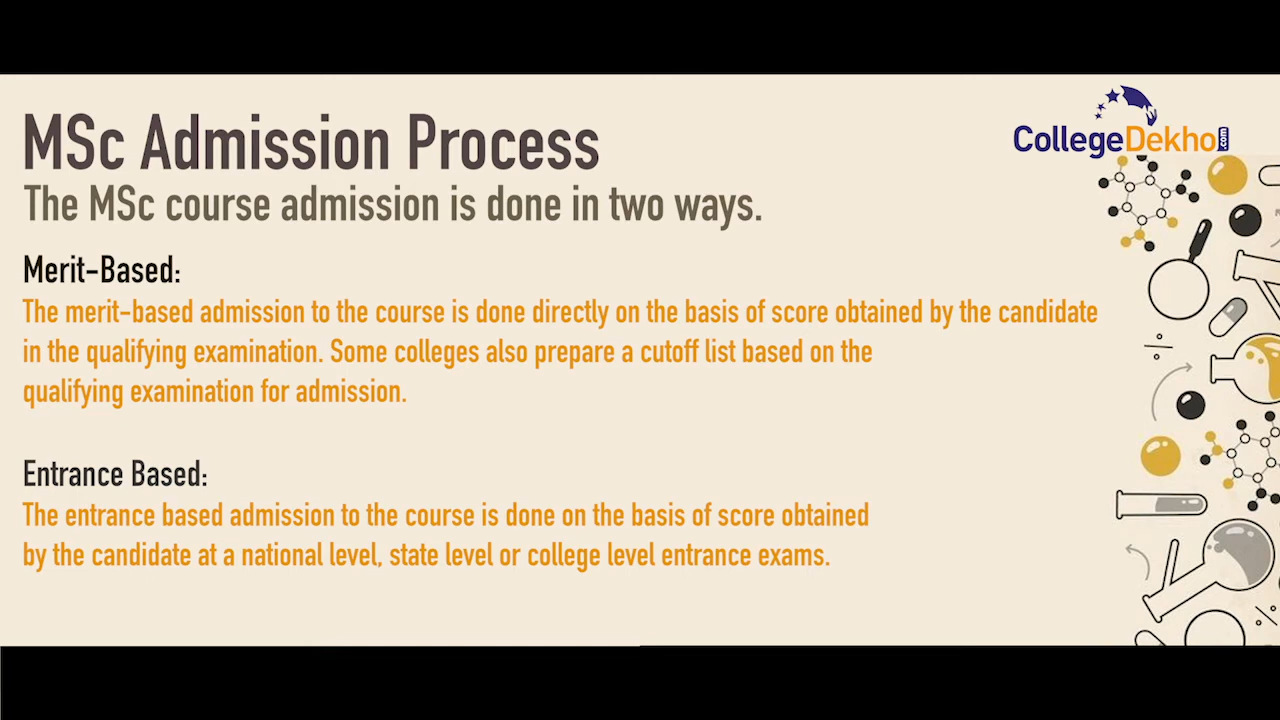 MSc Admission Process
CollegeDekho.com
The MSc course admission is done in two ways.
Merit-Based:
The merit-based admission to the course is done directly on the basis of score obtained by the candidate
in the qualifying examination. Some colleges also prepare a cutoff list based on the
qualifying examination for admission.
Entrance Based:
The entrance based admission to the course is done on the basis of score obtained
by the candidate at a national level, state level or college level entrance exams.